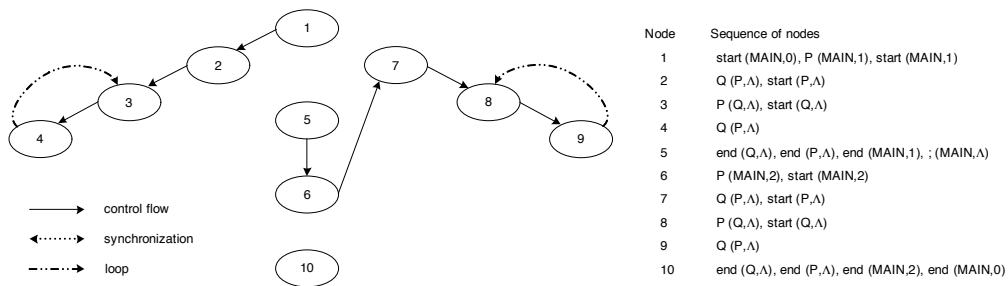 1
2
3
4
5
6
7
8
9
10
control flow
synchronization
loop
Node Sequence of nodes
1 start (MAIN,0), P (MAIN,1), start (MAIN,1)
2 Q (P,Λ), start (P,Λ)
3 P (Q,Λ), start (Q,Λ)
4 Q (P,Λ)
5 end (Q,Λ), end (P,Λ), end (MAIN,1), ; (MAIN,Λ)
6 P (MAIN,2), start (MAIN,2)
7 Q (P,Λ), start (P,Λ)
8 P (Q,Λ), start (Q,Λ)
9 Q (P,Λ)
10 end (Q,Λ), end (P,Λ), end (MAIN,2), end (MAIN,0)